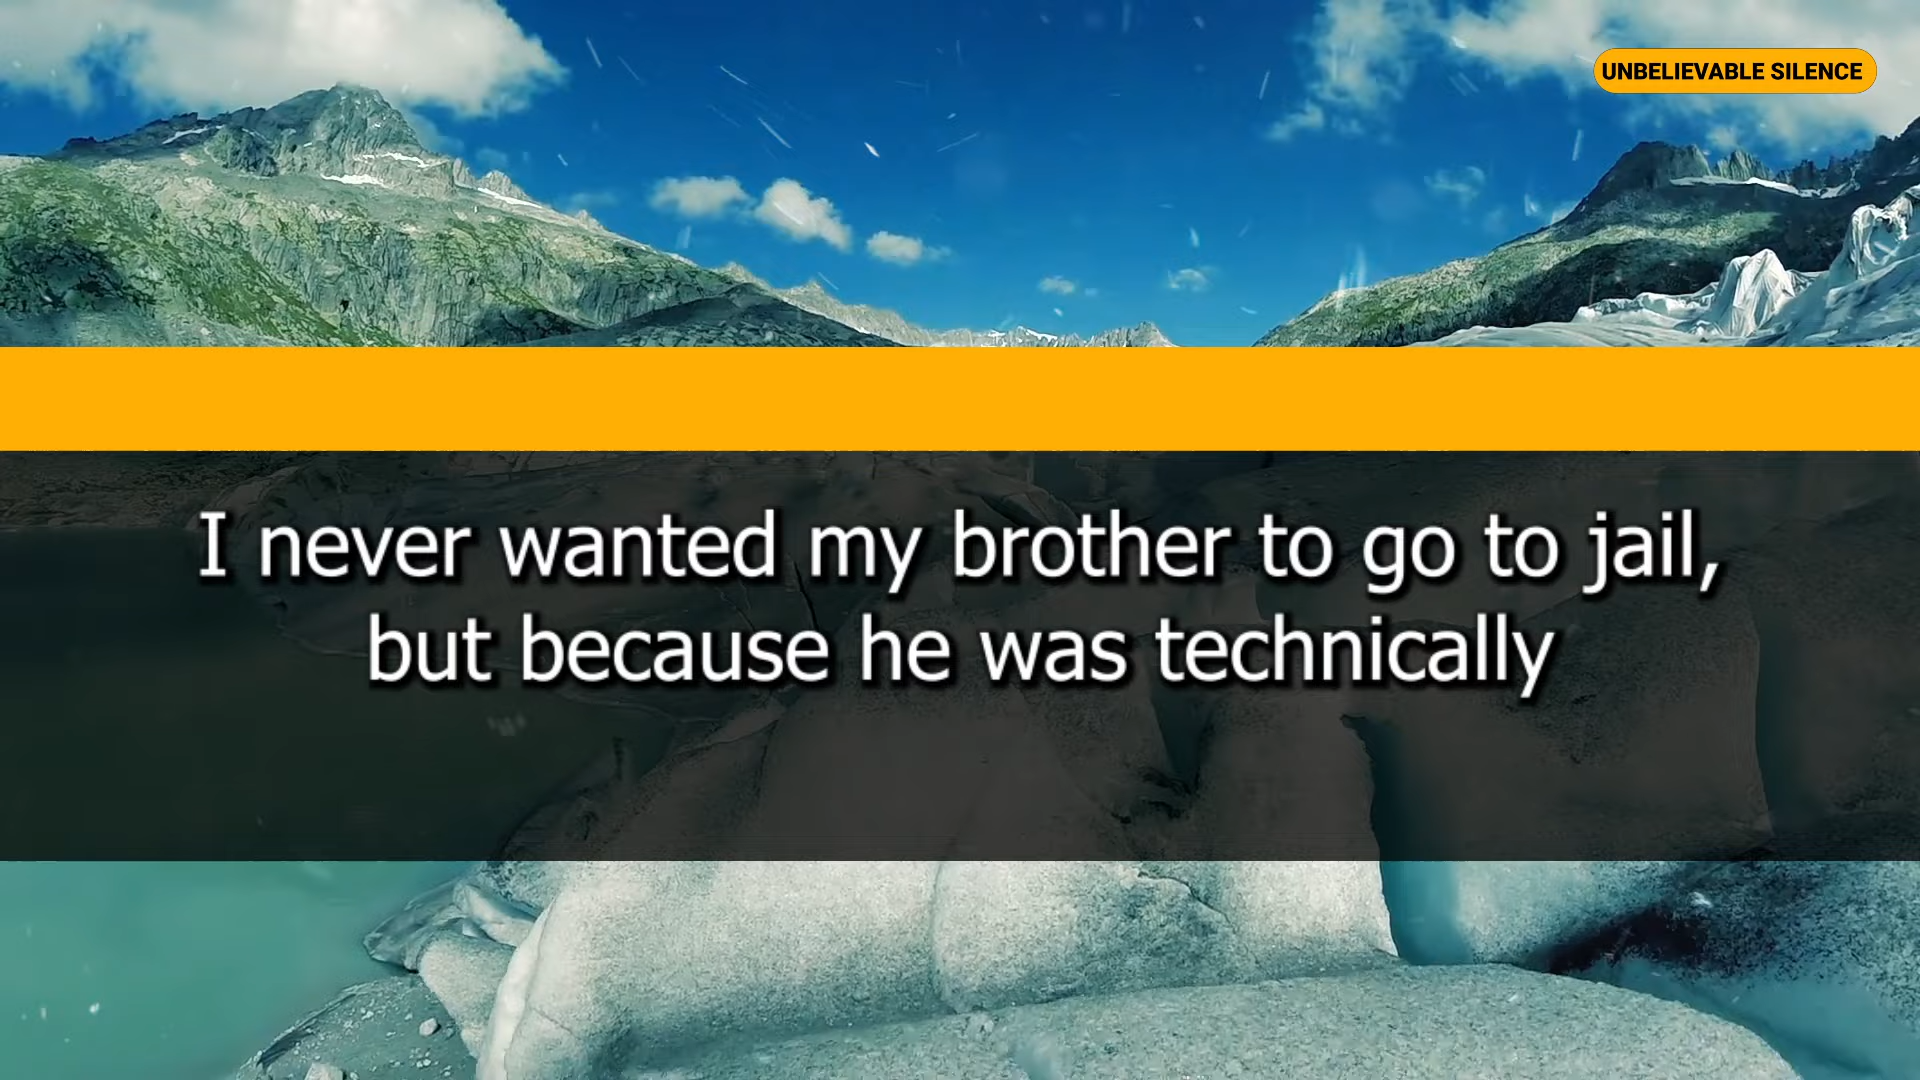 UNBELIEVABLE SILENCE
I never wanted my brother to go to jail,
but because he was technically